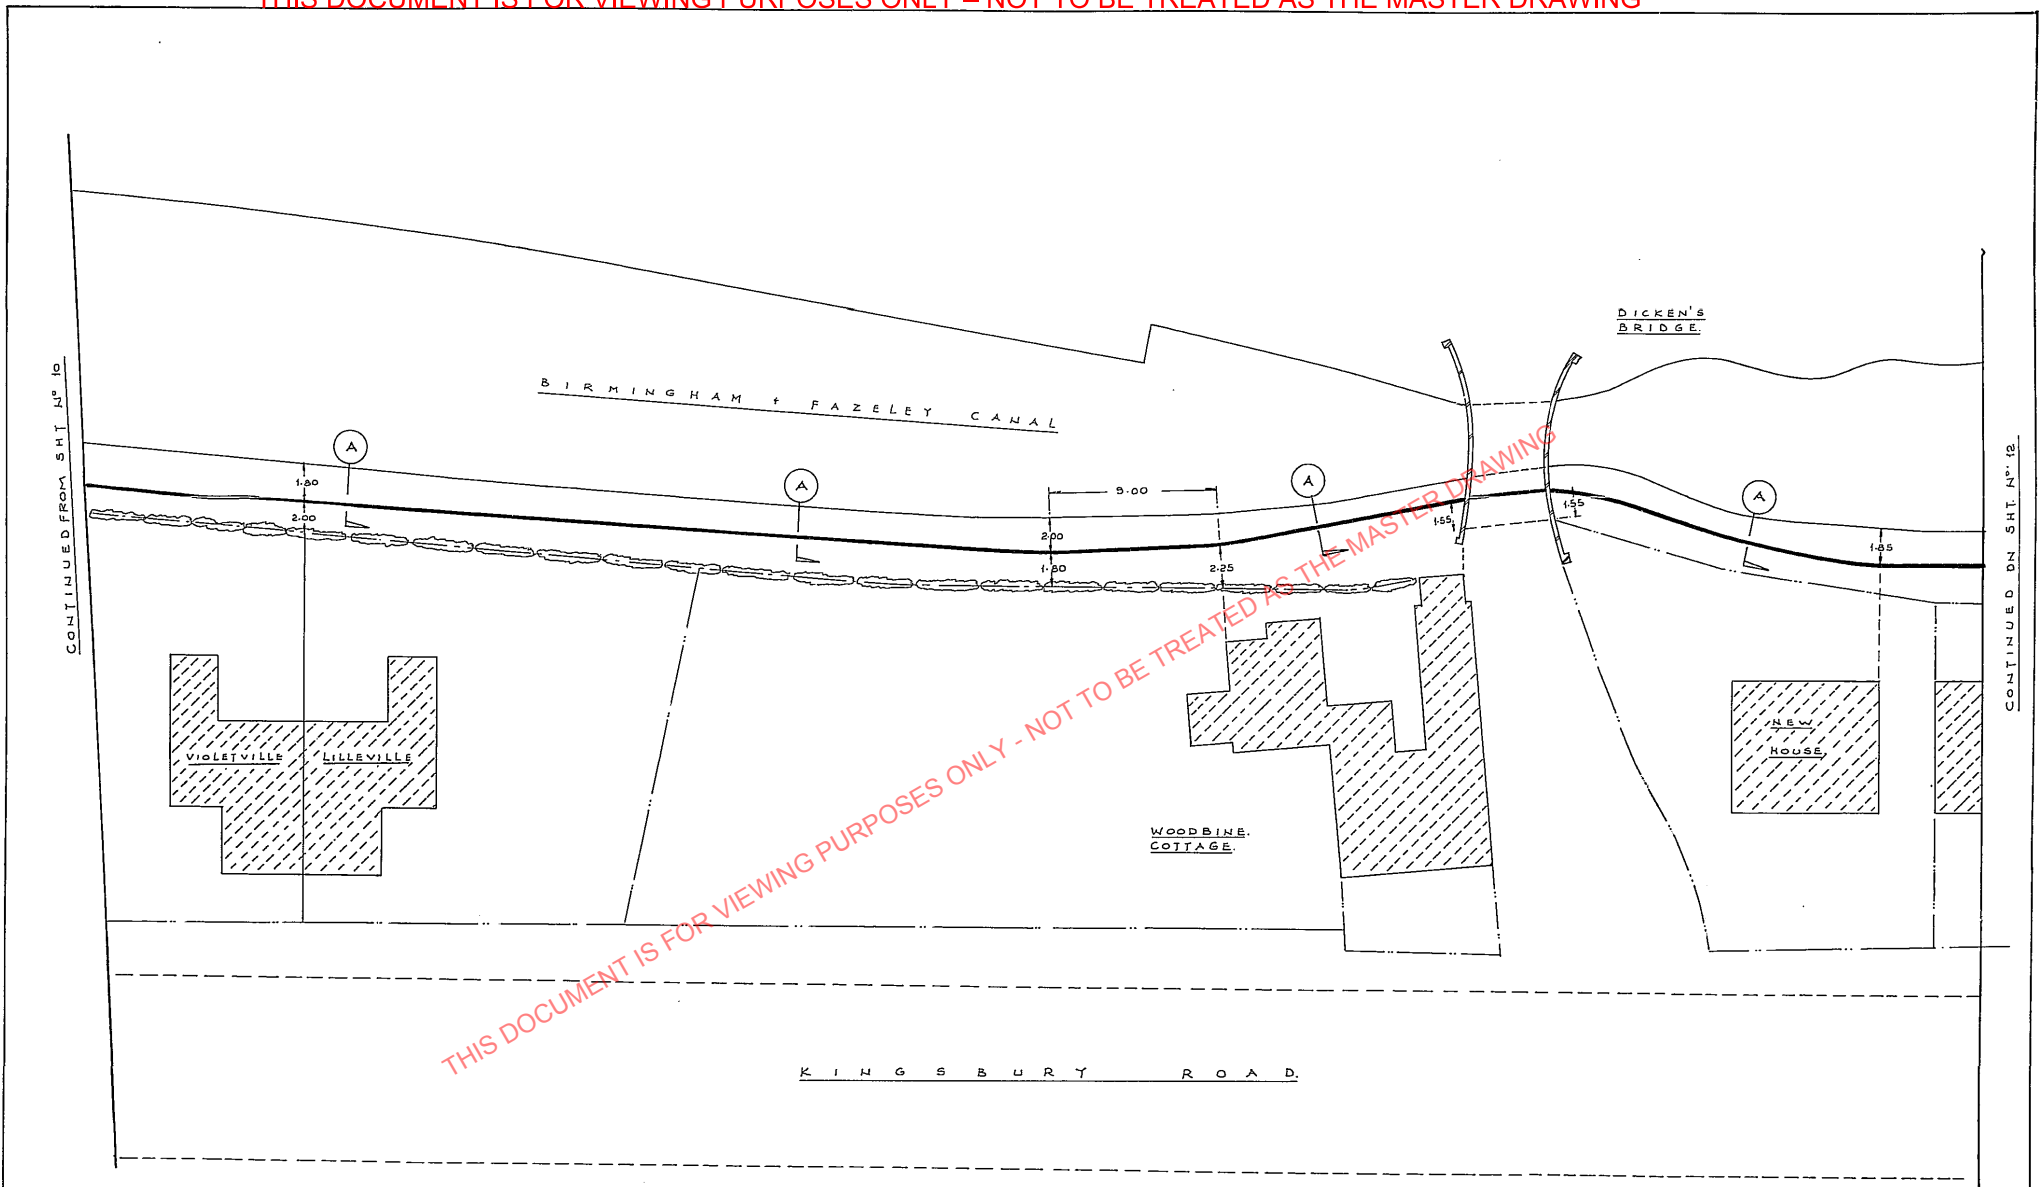 THIS DOCUMENT IS FOR VIEWING PURPOSES ONLY – NOT TO BE TREATED AS THE MASTER DRAWING
DICKEN'S
BRIDGE.
CONTINUED FROM SHT Nº 10
BIRMINGHAM & FAZELEY CANAL
A
A
A
A
1.80
2.00
9.00
2.00
1.80
2.25
1.55
1.55
1.85
CONTINUED ON SHT. Nº. 12
VIOLETVILLE
LILLEVILLE
NEW
HOUSE.
WOODBINE.
COTTAGE.
THIS DOCUMENT IS FOR VIEWING PURPOSES ONLY - NOT TO BE TREATED AS THE MASTER DRAWING
KINGSBURY ROAD.